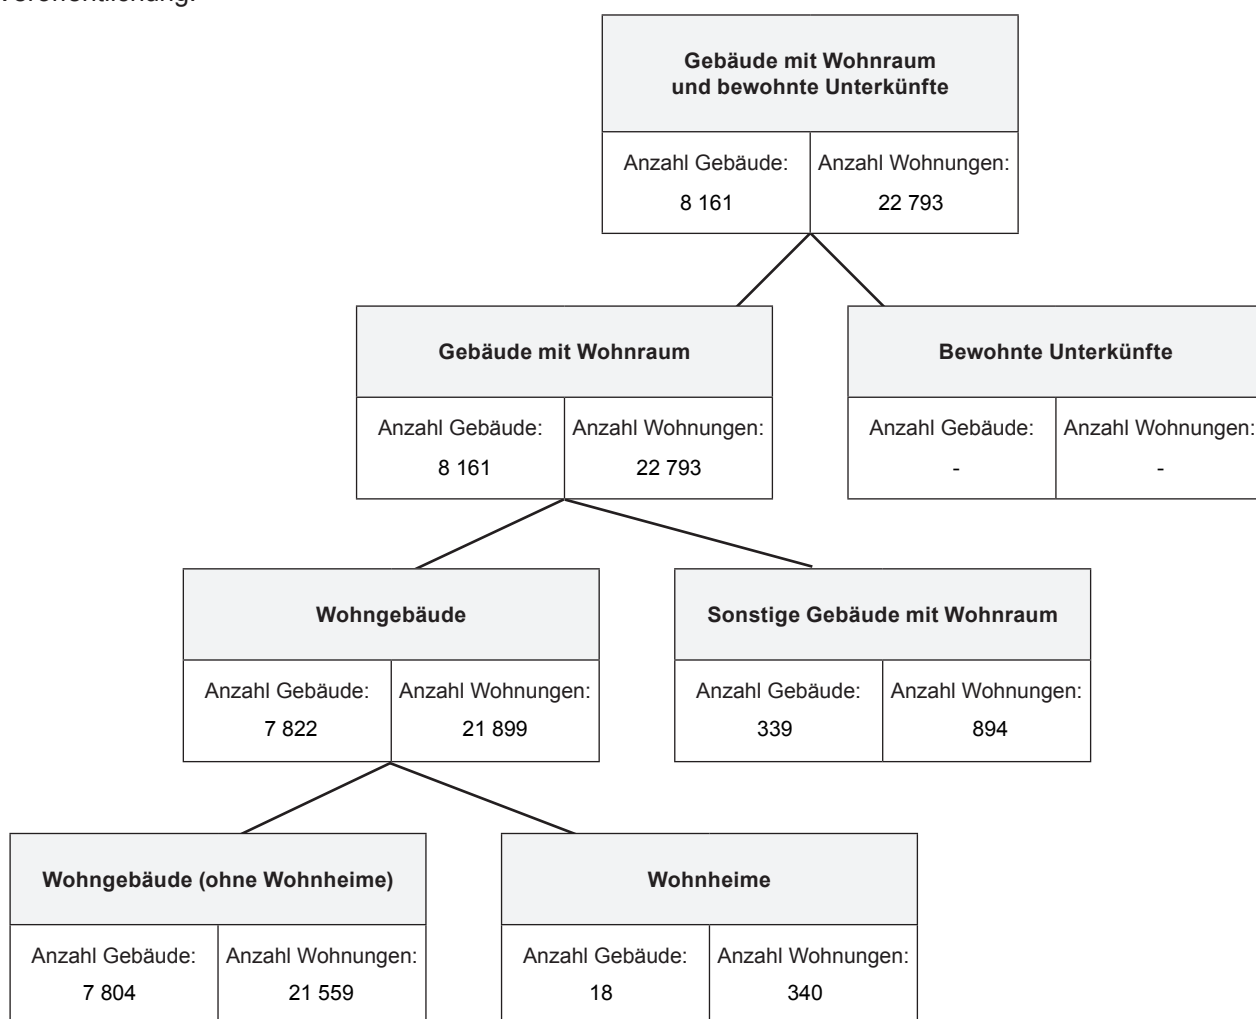 Veröffentlichung.
Gebäude mit Wohnraum
und bewohnte Unterkünfte
Anzahl Gebäude: Anzahl Wohnungen:
8 161 22 793
Gebäude mit Wohnraum Bewohnte Unterkünfte
Anzahl Gebäude: Anzahl Wohnungen: Anzahl Gebäude: Anzahl Wohnungen:
8 161 22 793 - -
Wohngebäude Sonstige Gebäude mit Wohnraum
Anzahl Gebäude: Anzahl Wohnungen: Anzahl Gebäude: Anzahl Wohnungen:
7 822 21 899 339 894
Wohngebäude (ohne Wohnheime) Wohnheime
Anzahl Gebäude: Anzahl Wohnungen: Anzahl Gebäude: Anzahl Wohnungen:
7 804 21 559 18 340